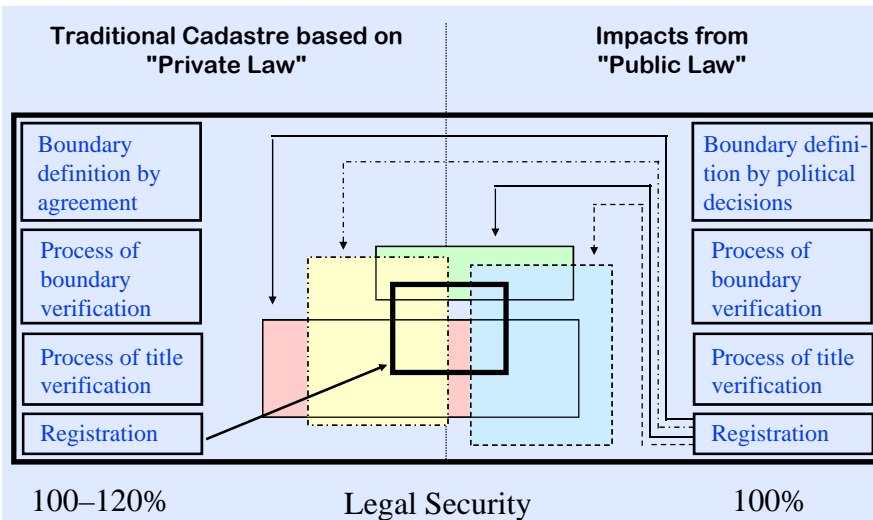 Traditional Cadastre based on
"Private Law"
Impacts from
"Public Law"
Boundary
definition by
agreement
Process of
boundary
verification
Process of title
verification
Registration
Boundary defini-
tion by political
decisions
Process of
boundary
verification
Process of title
verification
Registration
100–120%
Legal Security
100%